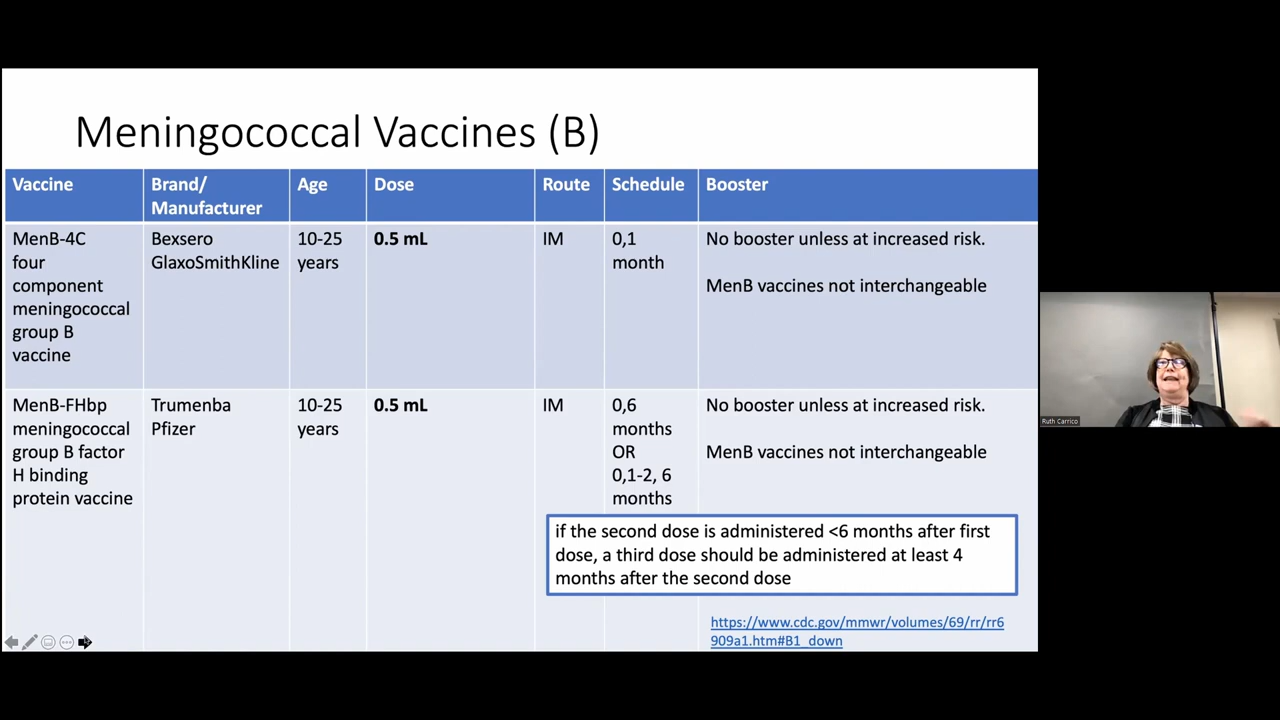 Meningococcal Vaccines (B)
Vaccine
Brand/
Manufacturer
Age
Dose
Route
Schedule
Booster
MenB-4C
four
component
meningococcal
group B
vaccine
Bexsero
GlaxoSmithKline
10-25
years
0.5 mL
IM
0,1
month
No booster unless at increased risk.
MenB vaccines not interchangeable
MenB-FHbp
meningococcal
group B factor
H binding
protein vaccine
Trumenba
Pfizer
10-25
years
0.5 mL
IM
0,6
months
OR
0,1-2, 6
months
No booster unless at increased risk.
MenB vaccines not interchangeable
if the second dose is administered <6 months after first
dose, a third dose should be administered at least 4
months after the second dose
https://www.cdc.gov/mmwr/volumes/69/rr/rr6
909a1.htm#B1_down
Ruth Carrico